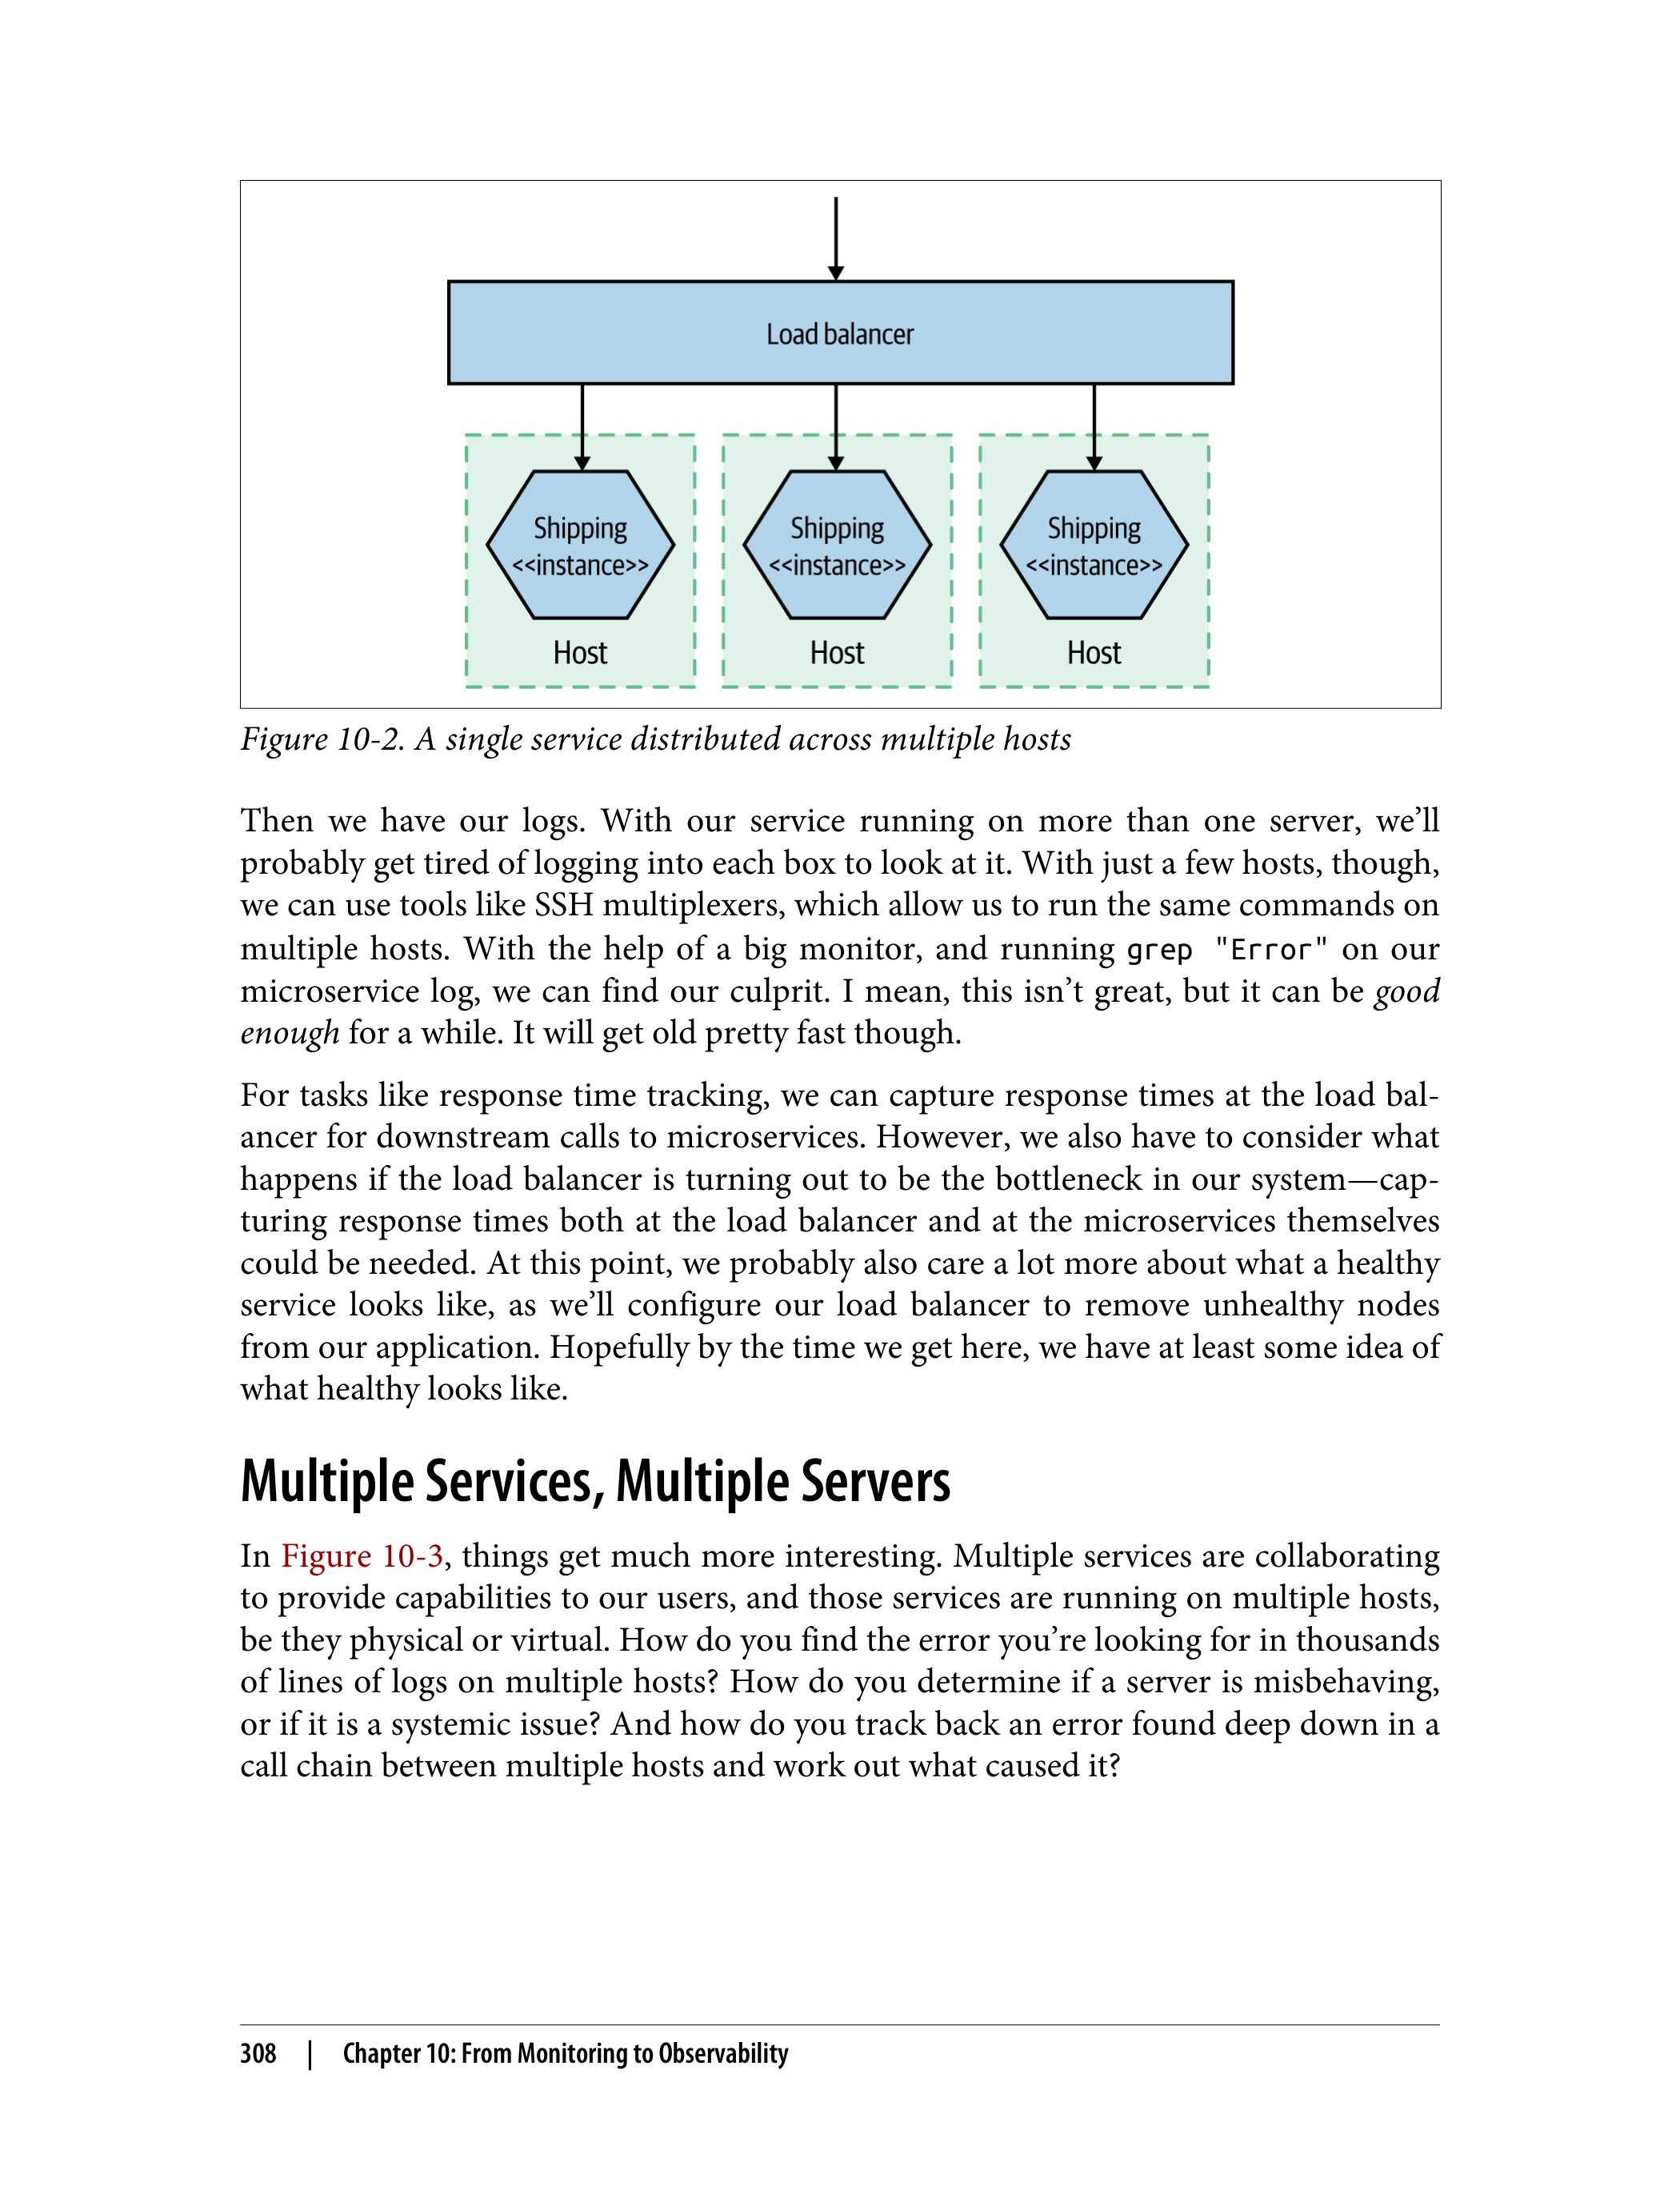 Load balancer
Shipping
<<instance>>
Host
Shipping
<<instance>>
Host
Shipping
<<instance>>
Host
Figure 10-2. A single service distributed across multiple hosts
Then we have our logs. With our service running on more than one server, we’ll
probably get tired of logging into each box to look at it. With just a few hosts, though,
we can use tools like SSH multiplexers, which allow us to run the same commands on
multiple hosts. With the help of a big monitor, and running grep "Error" on our
microservice log, we can find our culprit. I mean, this isn’t great, but it can be good
enough for a while. It will get old pretty fast though.
For tasks like response time tracking, we can capture response times at the load bal-
ancer for downstream calls to microservices. However, we also have to consider what
happens if the load balancer is turning out to be the bottleneck in our system—cap-
turing response times both at the load balancer and at the microservices themselves
could be needed. At this point, we probably also care a lot more about what a healthy
service looks like, as we’ll configure our load balancer to remove unhealthy nodes
from our application. Hopefully by the time we get here, we have at least some idea of
what healthy looks like.
Multiple Services, Multiple Servers
In Figure 10-3, things get much more interesting. Multiple services are collaborating
to provide capabilities to our users, and those services are running on multiple hosts,
be they physical or virtual. How do you find the error you’re looking for in thousands
of lines of logs on multiple hosts? How do you determine if a server is misbehaving,
or if it is a systemic issue? And how do you track back an error found deep down in a
call chain between multiple hosts and work out what caused it?
308 | Chapter 10: From Monitoring to Observability